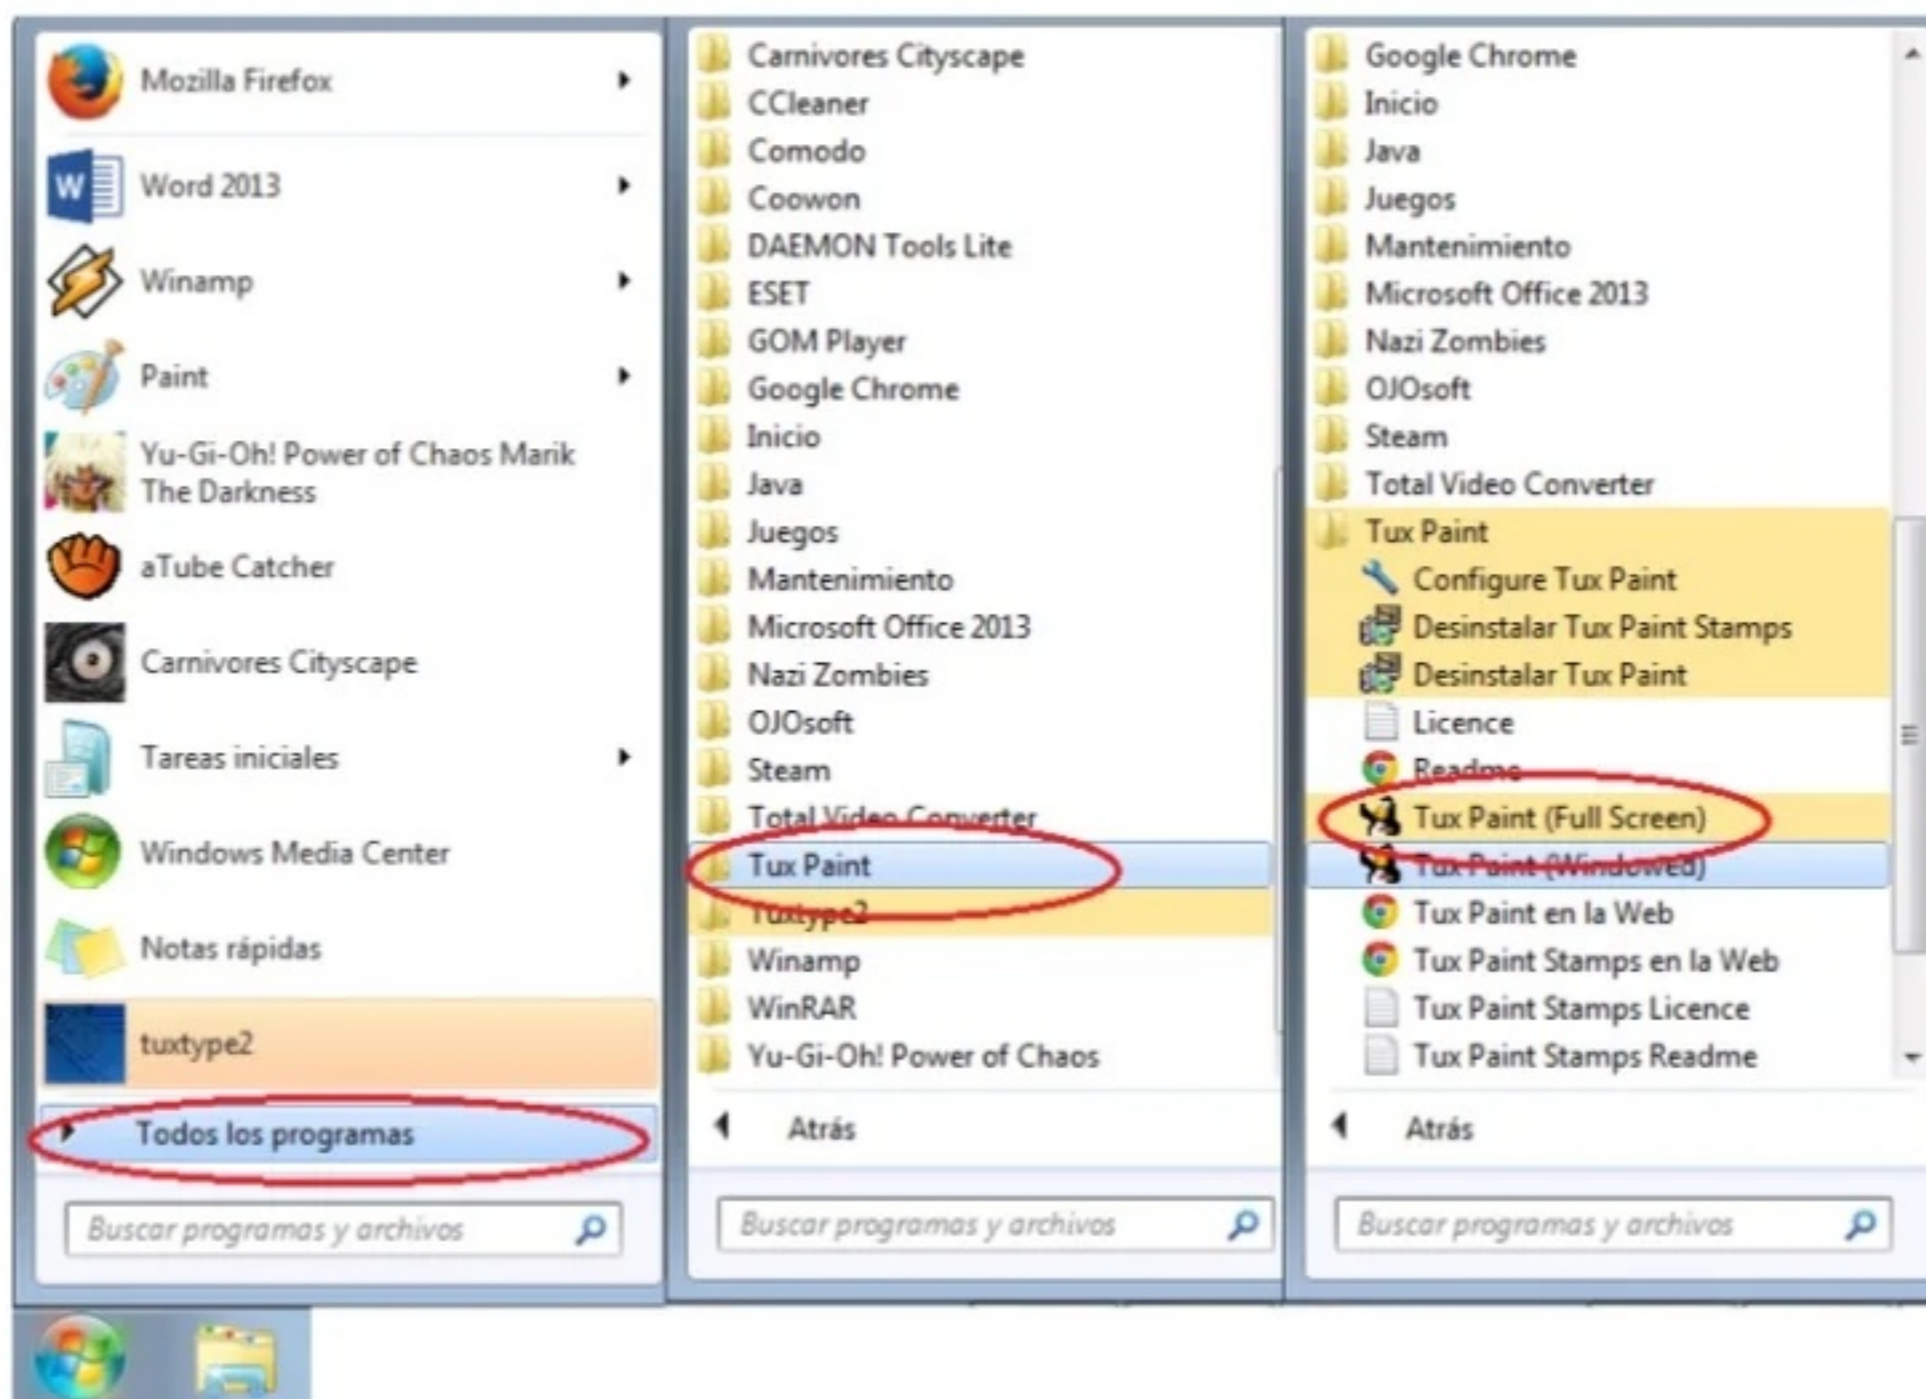 Mozilla Firefox
Word 2013
Winamp
Paint
Yu-Gi-Oh! Power of Chaos Marik
The Darkness
aTube Catcher
Carnivores Cityscape
Tareas iniciales
Windows Media Center
Notas rápidas
tuxtype2
Todos los programas
Buscar programas y archivos
Carnivores Cityscape
CCleaner
Comodo
Coowon
DAEMON Tools Lite
ESET
GOM Player
Google Chrome
Inicio
Java
Juegos
Mantenimiento
Microsoft Office 2013
Nazi Zombies
OJOsoft
Steam
Total Video Converter
Tux Paint
Tuxtype2
Winamp
WinRAR
Yu-Gi-Oh! Power of Chaos
Atrás
Buscar programas y archivos
Google Chrome
Inicio
Java
Juegos
Mantenimiento
Microsoft Office 2013
Nazi Zombies
OJOsoft
Steam
Total Video Converter
Tux Paint
Configure Tux Paint
Desinstalar Tux Paint Stamps
Desinstalar Tux Paint
Licence
Readme
Tux Paint (Full Screen)
Tux Paint (Windowed)
Tux Paint en la Web
Tux Paint Stamps en la Web
Tux Paint Stamps Licence
Tux Paint Stamps Readme
Atrás
Buscar programas y archivos